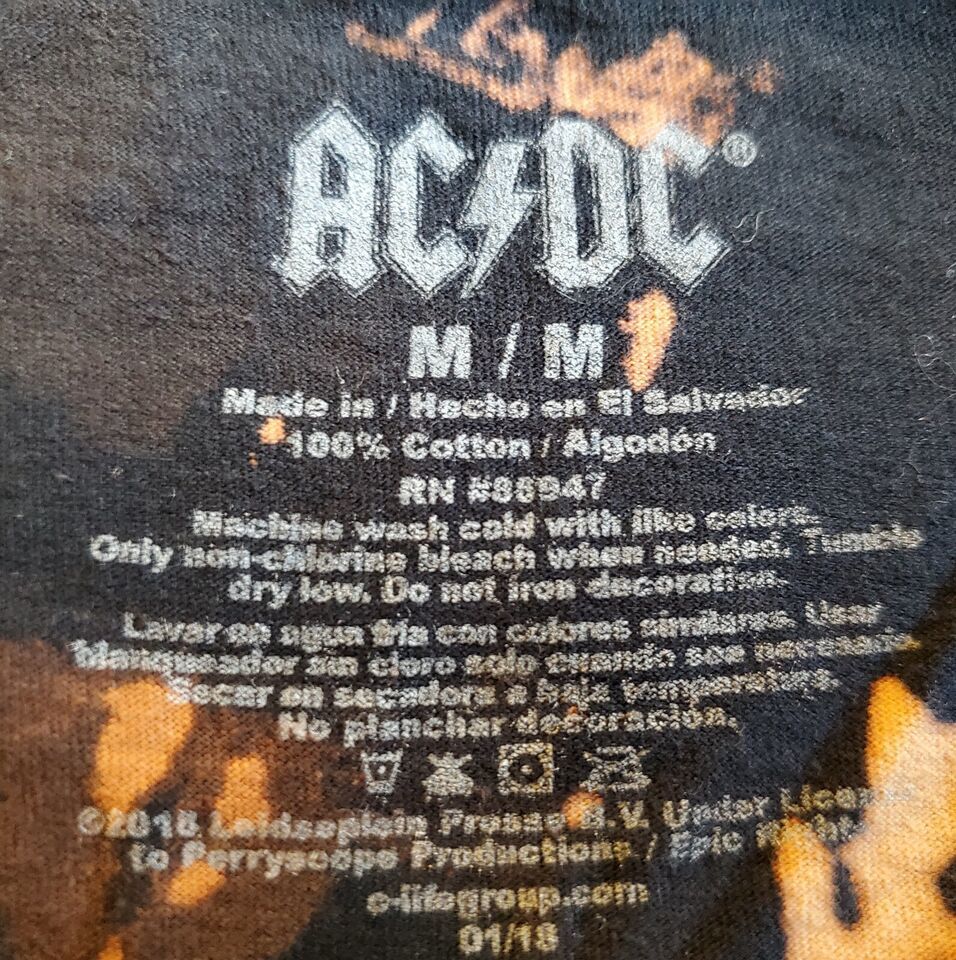 AC/DC®
M / M
Made in / Hecho en El Salvador
100% Cotton / Algodón
RN #88947
Machine wash cold with like colors.
Only non-chlorine bleach when needed. Tumble
dry low. Do not iron decoration.
Lavar en agua fria con colores similares. Usar
blanqueador sin cloro solo cuando sea necesario.
Secar en secadora a baja temperatura.
No planchar decoración.
©2018 Leidseplein Presse B.V. Under License
to Perryscope Productions / Epic Rights
c-lifegroup.com
01/18